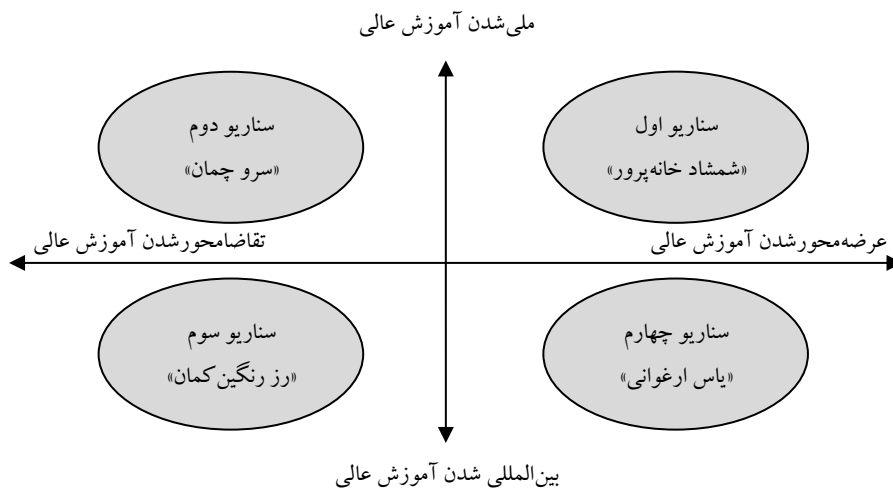 ملی‌شدن آموزش عالی
سناریو اول
«شمشاد خانه‌پرور»
سناریو دوم
«سرو چمان»
عرضه‌محورشدن آموزش عالی
تقاضامحورشدن آموزش عالی
سناریو چهارم
«یاس ارغوانی»
سناریو سوم
«رز رنگین‌کمان»
بین‌المللی شدن آموزش عالی